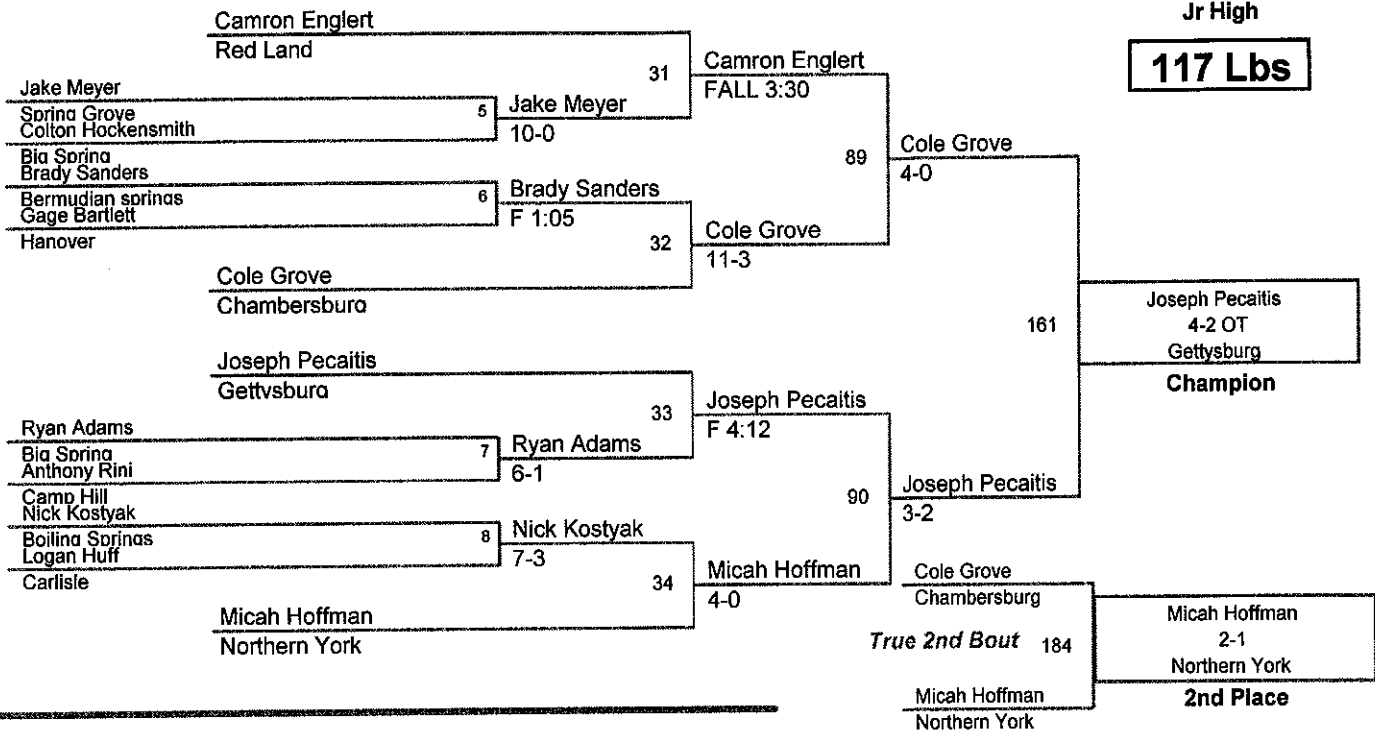 Jr High
117 Lbs
Camron Englert
Red Land
31
Camron Englert
FALL 3:30
Jake Meyer
Spring Grove
5
Jake Meyer
10-0
Colton Hockensmith
Big Spring
89
Cole Grove
4-0
Brady Sanders
Bermudian springs
6
Brady Sanders
F 1:05
Gage Bartlett
Hanover
32
Cole Grove
11-3
Cole Grove
Chambersburg
161
Joseph Pecaitis
4-2 OT
Gettysburg
Champion
Joseph Pecaitis
Gettysburg
33
Joseph Pecaitis
F 4:12
Ryan Adams
Big Spring
7
Ryan Adams
6-1
Anthony Rini
Camp Hill
90
Joseph Pecaitis
3-2
Nick Kostyak
Boiling Springs
8
Nick Kostyak
7-3
Logan Huff
Carlisle
34
Micah Hoffman
4-0
Micah Hoffman
Northern York
Cole Grove
Chambersburg
True 2nd Bout 184
Micah Hoffman
2-1
Northern York
2nd Place
Micah Hoffman
Northern York